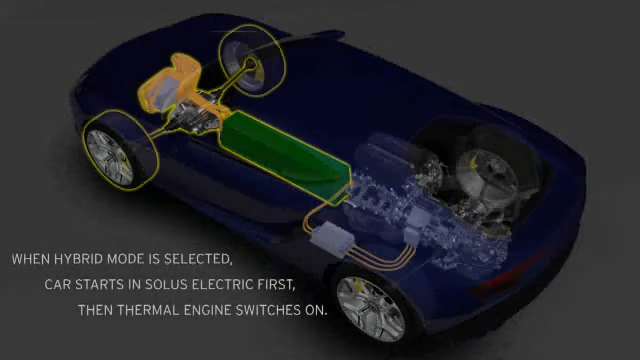 WHEN HYBRID MODE IS SELECTED,
CAR STARTS IN SOLUS ELECTRIC FIRST,
THEN THERMAL ENGINE SWITCHES ON.